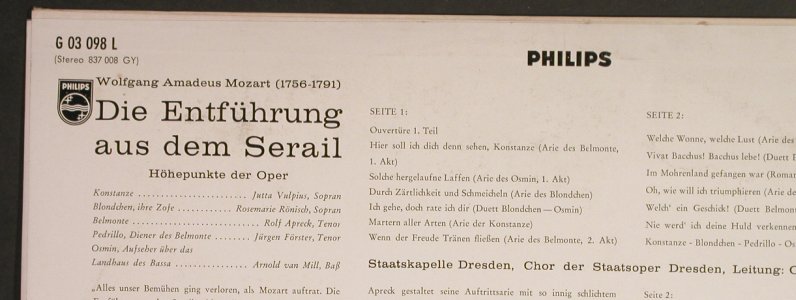 G 03 098 L
(Stereo 837 008 GY)
PHILIPS
PHILIPS
Wolfgang Amadeus Mozart (1756-1791)
Die Entführung
aus dem Serail
Höhepunkte der Oper
Konstanze . . . . . . . . . . . . . . . . . . . . . . Jutta Vulpius, Sopran
Blondchen, ihre Zofe . . . . . . . . . . . Rosemarie Rönisch, Sopran
Belmonte . . . . . . . . . . . . . . . . . . . . . . . . . Rolf Apreck, Tenor
Pedrillo, Diener des Belmonte . . . . . . . Jürgen Förster, Tenor
Osmin, Aufseher über das
Landhaus des Bassa . . . . . . . . . . . . . Arnold van Mill, Baß
„Alles unser Bemühen ging verloren, als Mozart auftrat. Die
SEITE 1:
Ouvertüre 1. Teil
Hier soll ich dich denn sehen, Konstanze (Arie des Belmonte,
1. Akt)
Solche hergelaufne Laffen (Arie des Osmin, 1. Akt)
Durch Zärtlichkeit und Schmeicheln (Arie des Blondchen)
Ich gehe, doch rate ich dir (Duett Blondchen — Osmin)
Martern aller Arten (Arie der Konstanze)
Wenn der Freude Tränen fließen (Arie des Belmonte, 2. Akt)
SEITE 2:
Welche Wonne, welche Lust (Arie des
Vivat Bacchus! Bacchus lebe! (Duett
Im Mohrenland gefangen war (Roman
Oh, wie will ich triumphieren (Arie de
Welch' ein Geschick! (Duett Belmon
Nie werd' ich deine Huld verkennen
Konstanze - Blondchen - Pedrillo - Os
Staatskapelle Dresden, Chor der Staatsoper Dresden, Leitung:
Apreck gestaltet seine Auftrittsarie mit so innig schlichtem
Seite 2: